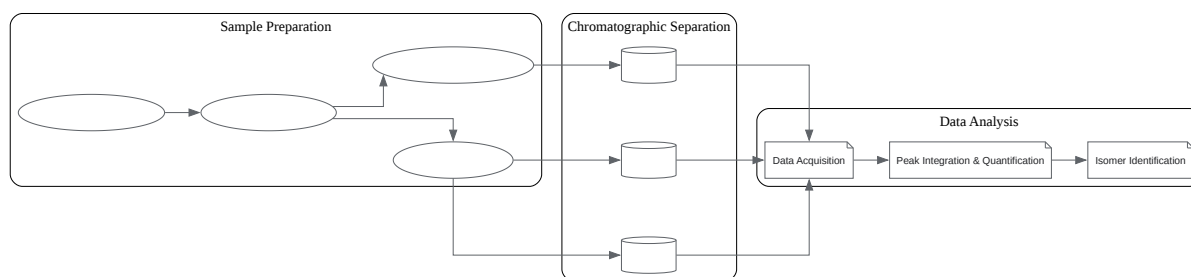 Sample Preparation
Chromatographic Separation
Data Analysis
Data Acquisition
Peak Integration & Quantification
Isomer Identification